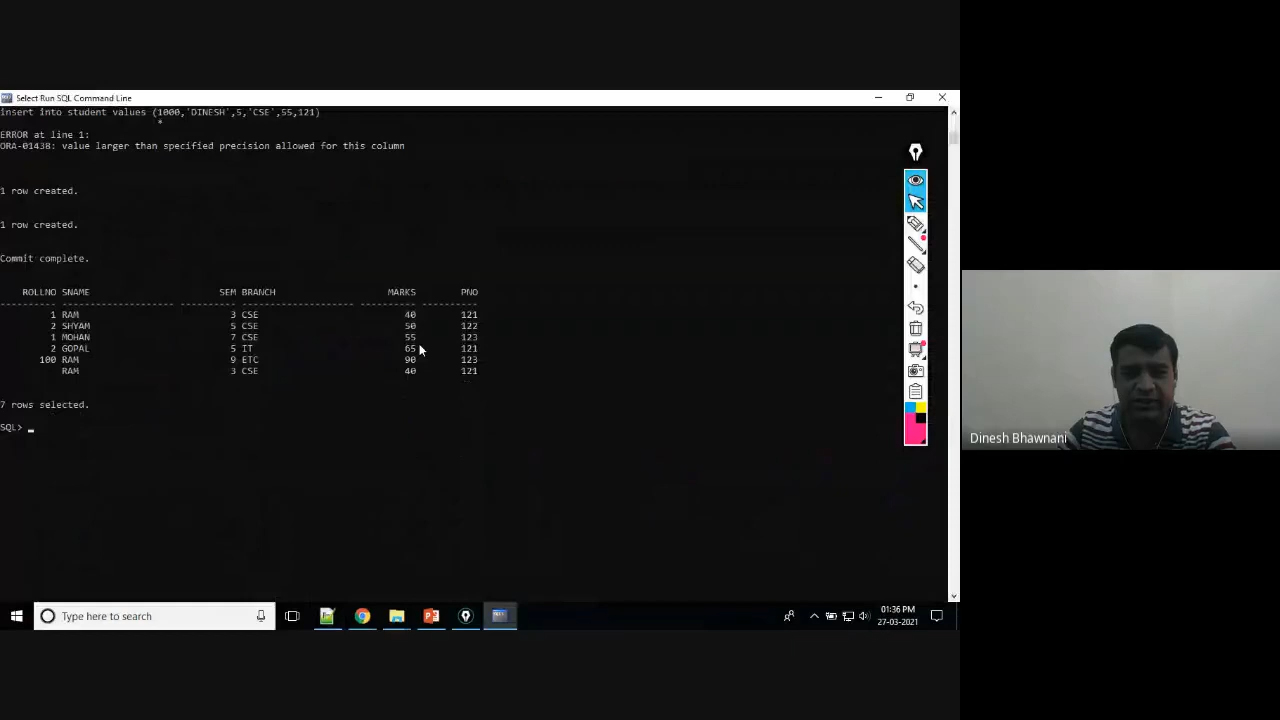 Select Run SQL Command Line
insert into student values (1000,'DINESH',5,'CSE',55,121)
*
ERROR at line 1:
ORA-01438: value larger than specified precision allowed for this column
1 row created.
1 row created.
Commit complete.
ROLLNO SNAME SEM BRANCH MARKS PNO
---------- -------------------- ---------- -------------------- ---------- ----------
1 RAM 3 CSE 40 121
2 SHYAM 5 CSE 50 122
1 MOHAN 7 CSE 55 123
2 GOPAL 5 IT 65 121
100 RAM 9 ETC 90 123
RAM 3 CSE 40 121
7 rows selected.
SQL> _
Dinesh Bhawnani
Type here to search
01:36 PM
27-03-2021